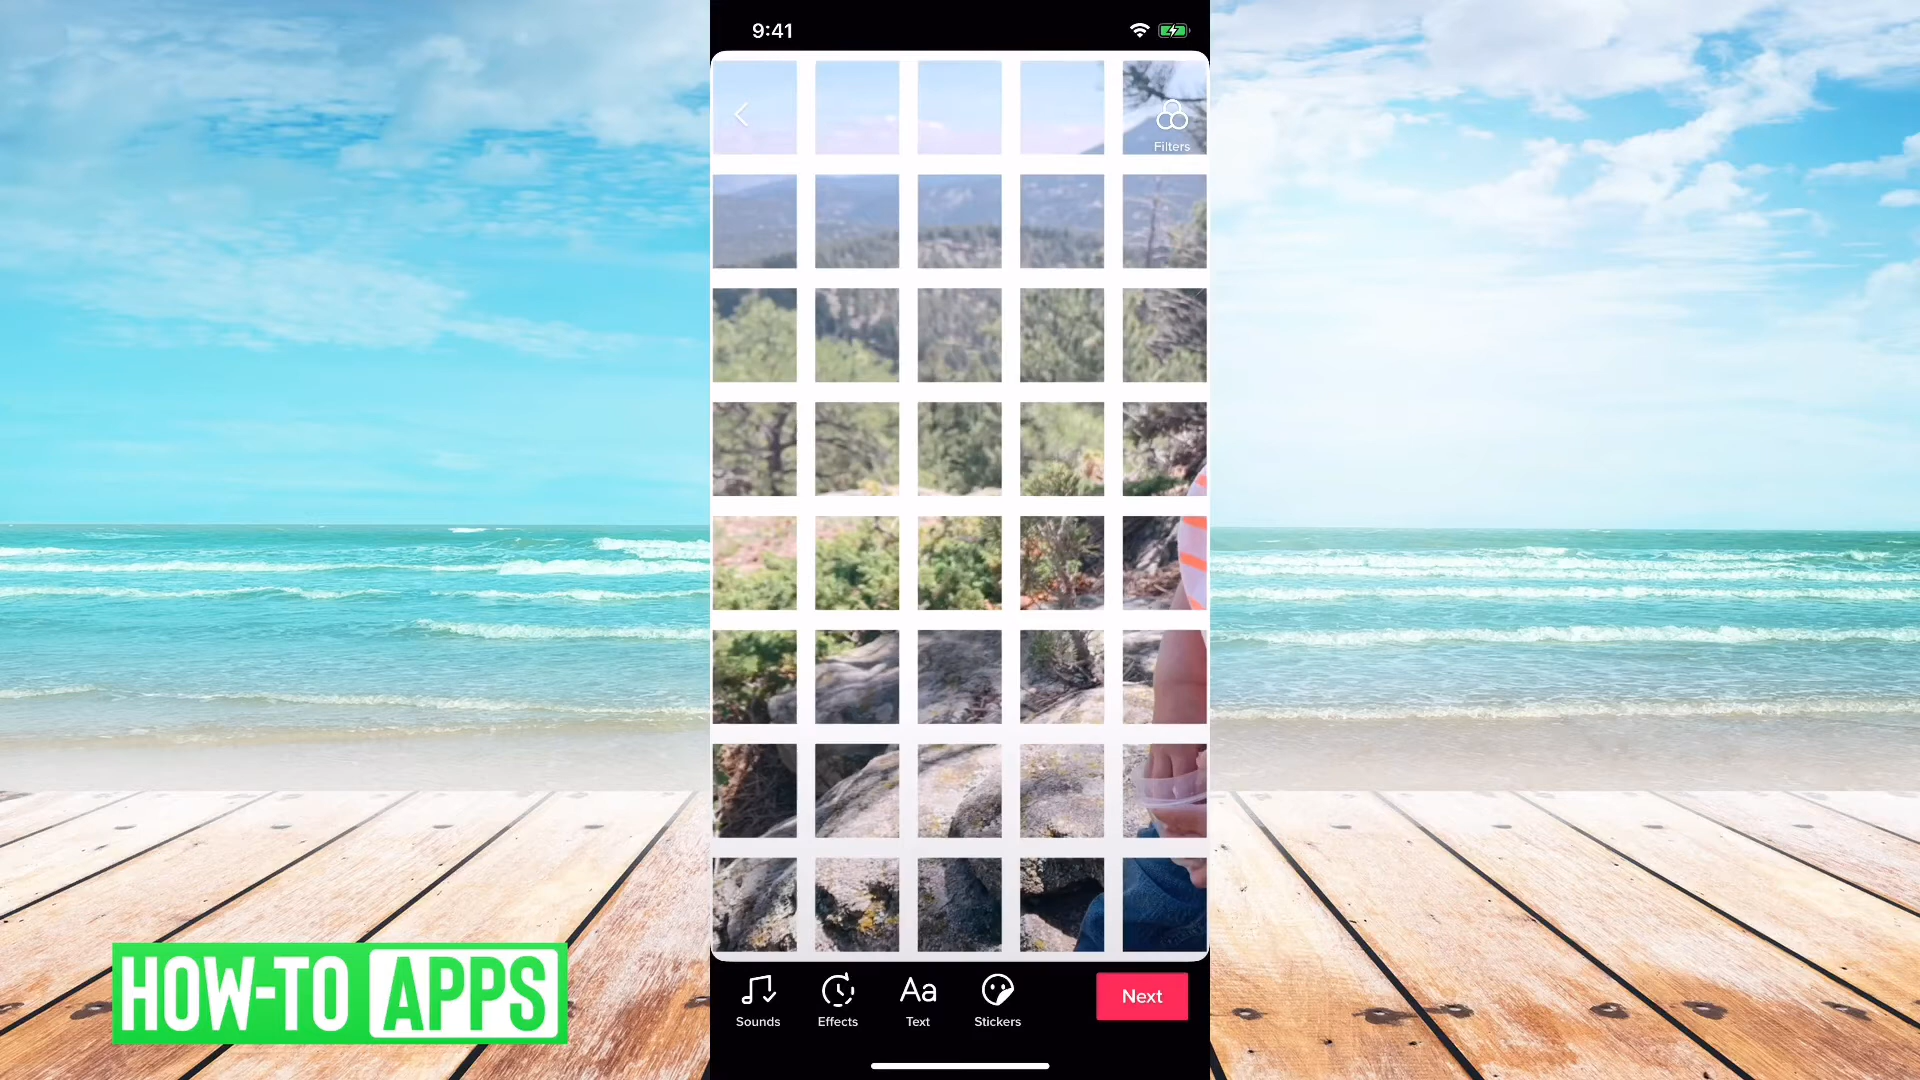 9:41
Filters
HOW-TO APPS
Sounds
Effects
Text
Stickers
Next
Aa